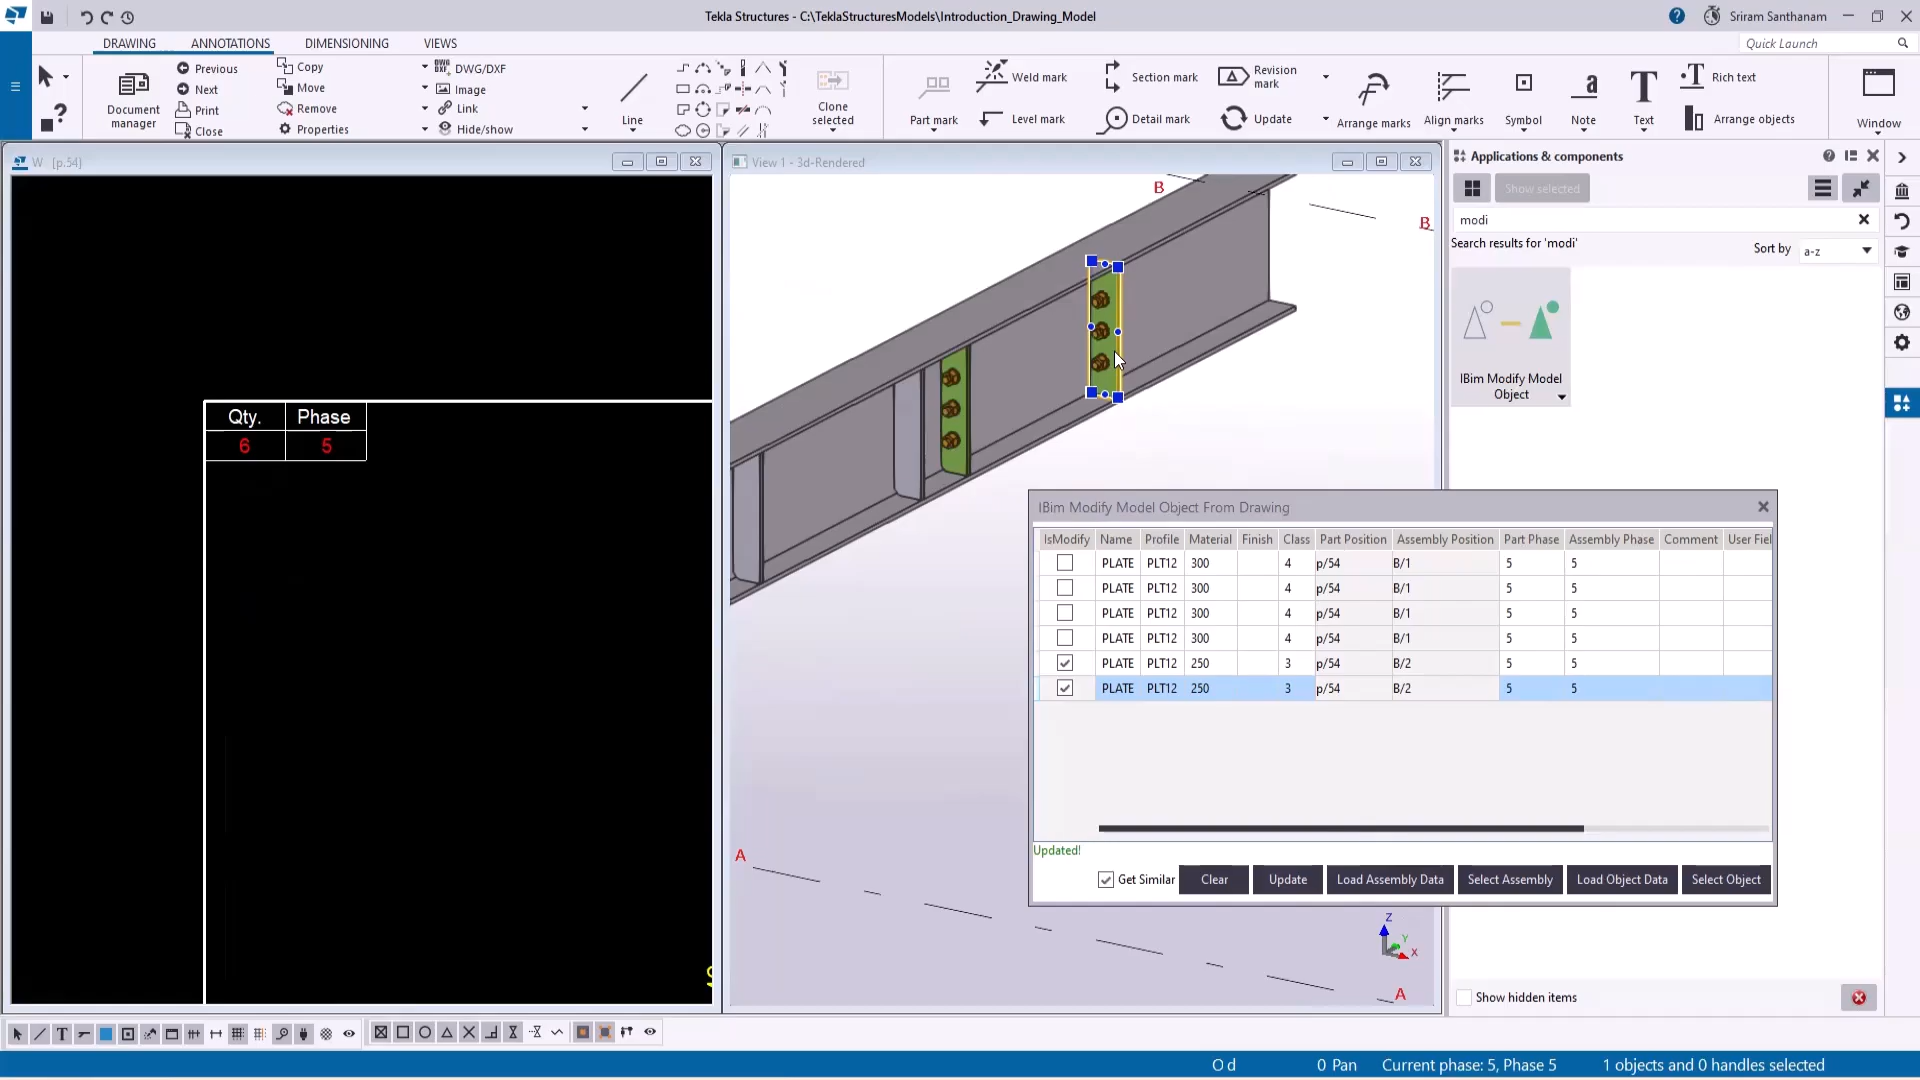 Tekla Structures - C:\TeklaStructuresModels\Introduction_Drawing_Model
Sriram Santhanam
DRAWING ANNOTATIONS DIMENSIONING VIEWS
Quick Launch
Document manager
Previous
Next
Print
Close
Copy
Move
Remove
Properties
DWG/DXF
Image
Link
Hide/show
Line
Clone selected
Part mark
Weld mark
Level mark
Section mark
Detail mark
Revision mark
Update
Arrange marks
Align marks
Symbol
Note
Text
Rich text
Arrange objects
Window
W [p.54]
View 1 - 3d-Rendered
Qty. Phase
6 5
B
B
A
A
Z
Y
X
Applications & components
Show selected
modi
Search results for 'modi'
Sort by a-z
IBim Modify Model Object
IBim Modify Model Object From Drawing
IsModify Name Profile Material Finish Class Part Position Assembly Position Part Phase Assembly Phase Comment User Fiel
PLATE PLT12 300 4 p/54 B/1 5 5
PLATE PLT12 300 4 p/54 B/1 5 5
PLATE PLT12 300 4 p/54 B/1 5 5
PLATE PLT12 300 4 p/54 B/1 5 5
PLATE PLT12 250 3 p/54 B/2 5 5
PLATE PLT12 250 3 p/54 B/2 5 5
Updated!
Get Similar Clear Update Load Assembly Data Select Assembly Load Object Data Select Object
Show hidden items
O d 0 Pan Current phase: 5, Phase 5 1 objects and 0 handles selected